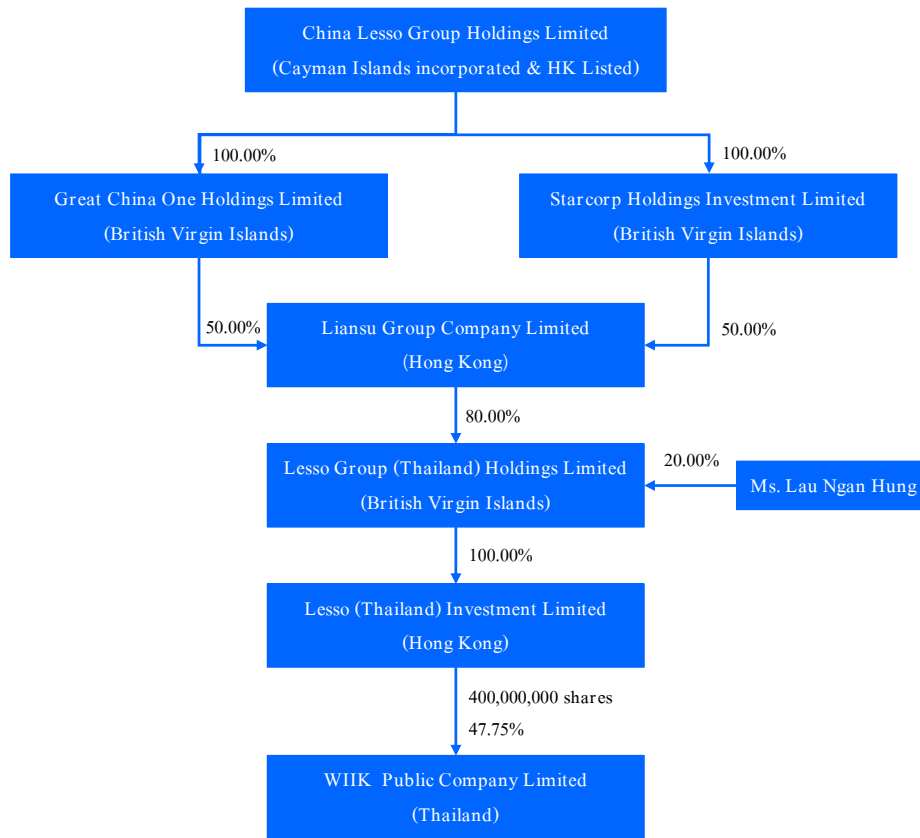 China Lesso Group Holdings Limited
(Cayman Islands incorporated & HK Listed)
100.00%
100.00%
Great China One Holdings Limited
(British Virgin Islands)
Starcorp Holdings Investment Limited
(British Virgin Islands)
50.00%
50.00%
Liansu Group Company Limited
(Hong Kong)
80.00%
Lesso Group (Thailand) Holdings Limited
(British Virgin Islands)
20.00%
Ms. Lau Ngan Hung
100.00%
Lesso (Thailand) Investment Limited
(Hong Kong)
400,000,000 shares
47.75%
WIIK Public Company Limited
(Thailand)